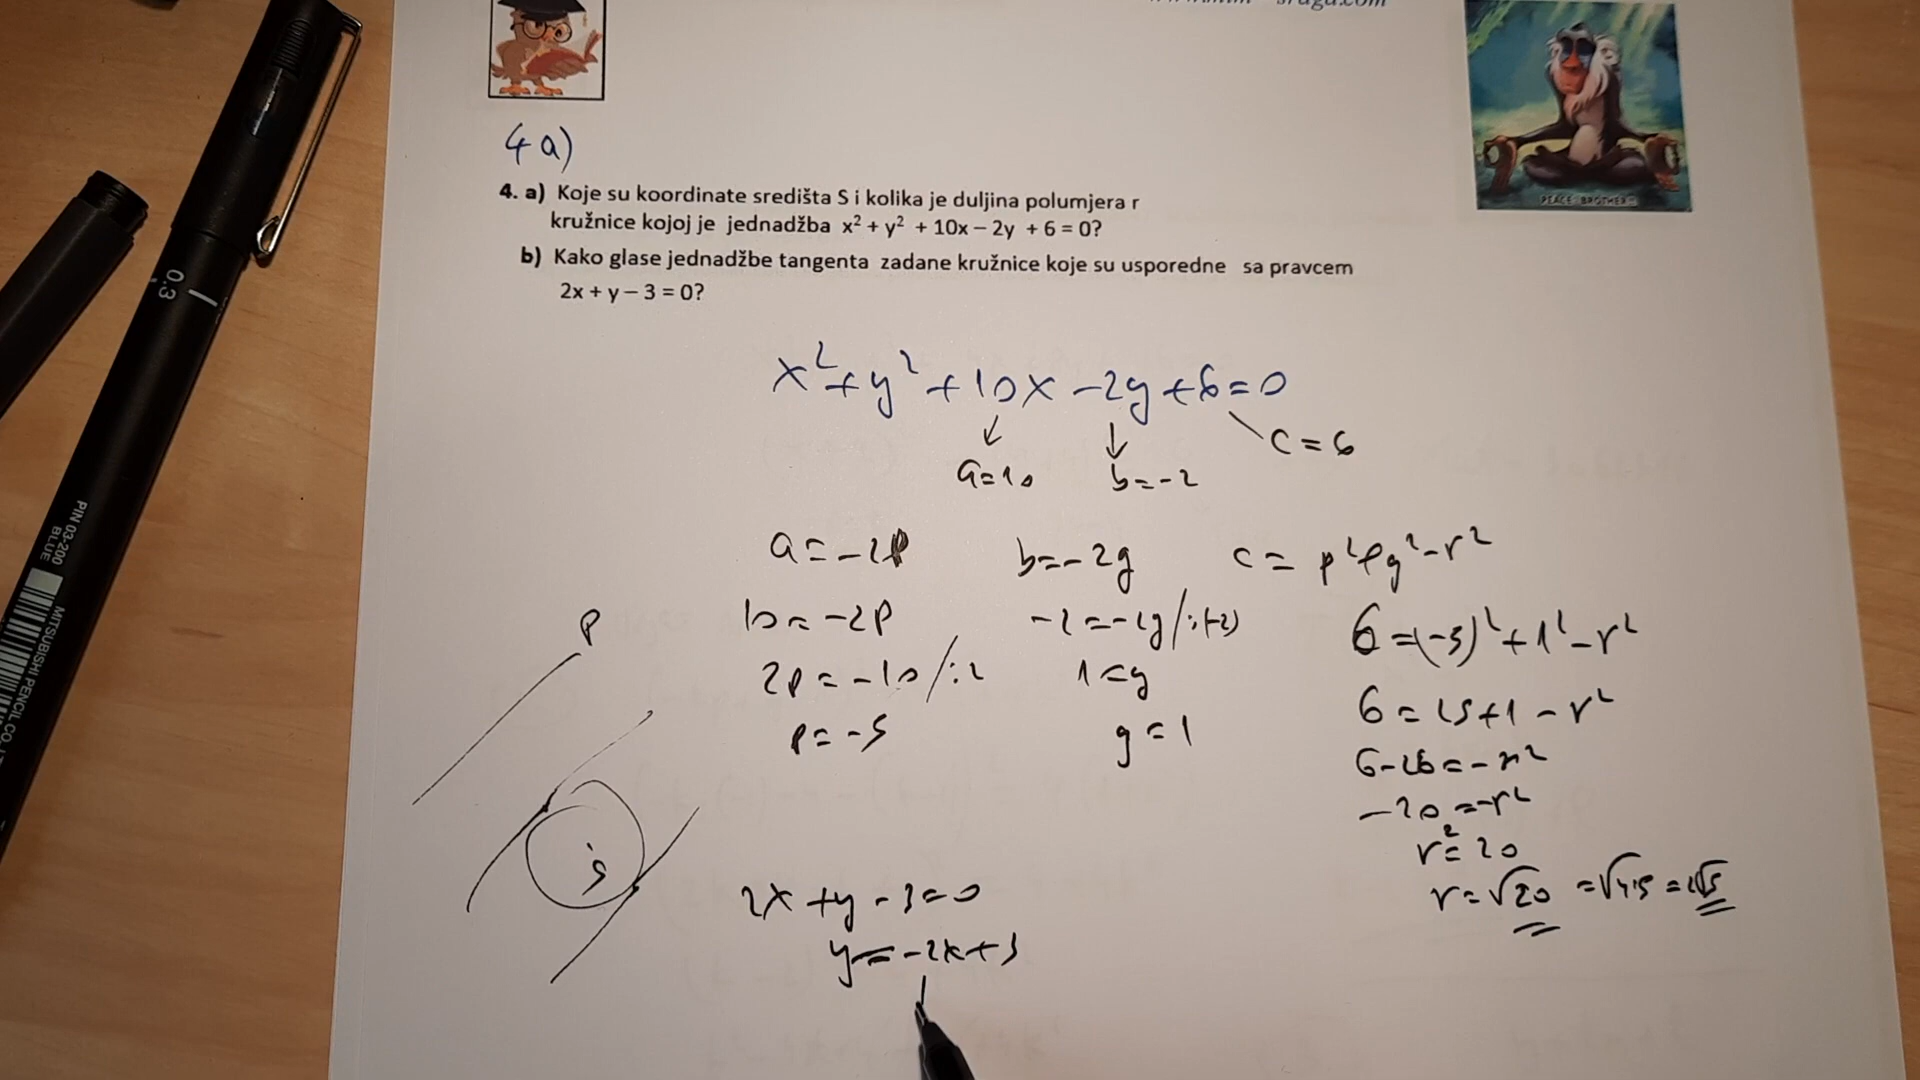 4 a)
4. a) Koje su koordinate središta S i kolika je duljina polumjera r
kružnice kojoj je jednadžba x² + y² + 10x – 2y + 6 = 0?
b) Kako glase jednadžbe tangenta zadane kružnice koje su usporedne sa pravcem
2x + y – 3 = 0?
x² + y² + 10x - 2y + 6 = 0
a=10 b=-2 c=6
a=-2p b=-2q c=p²+q²-r²
10=-2p -2=-2q/:(-2) 6=(-5)²+1²-r²
2p=-10/:2 1=q 6=25+1-r²
p=-5 q=1 6-26=-r²
-20=-r²
r²=20
r=√20=√4·5=2√5
P
S
2x+y-3=0
y=-2x+3
PEACE BROTHER
0.3
PIN 03-200
BLUE
MITSUBISHI PENCIL CO.